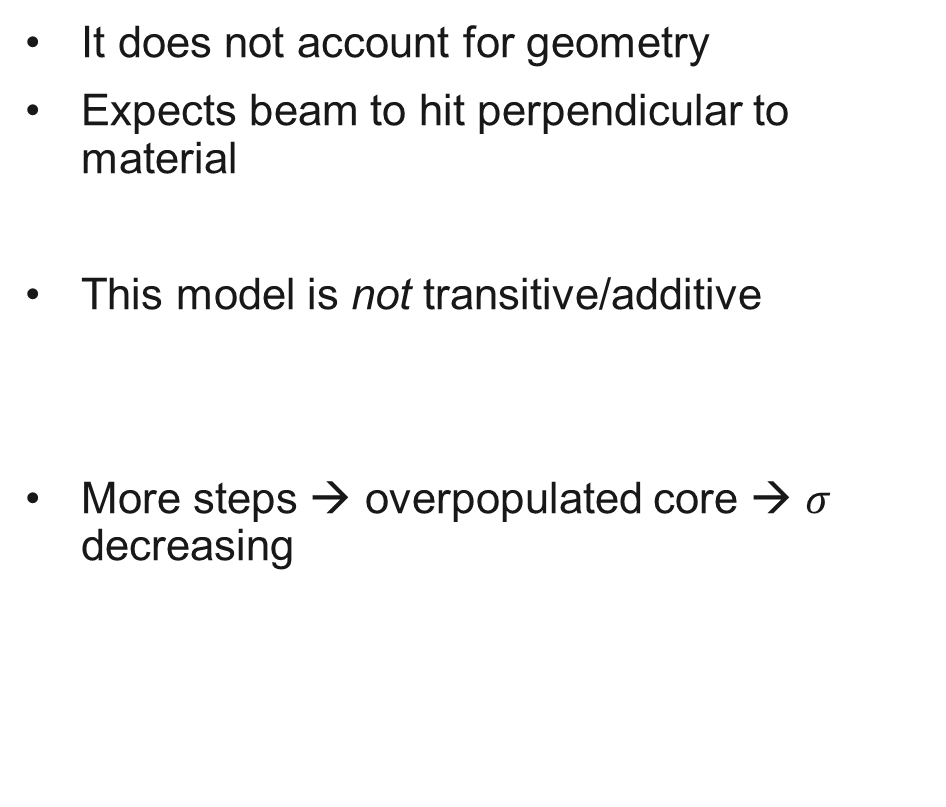 • It does not account for geometry
• Expects beam to hit perpendicular to
material
• This model is not transitive/additive
• More steps → overpopulated core → σ
decreasing